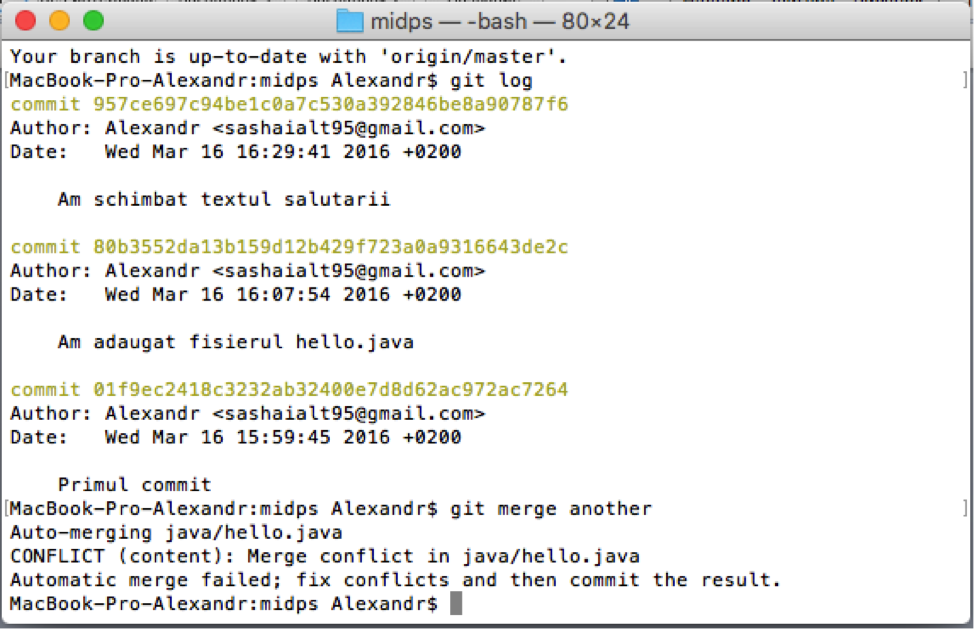 midps — -bash — 80×24
Your branch is up-to-date with 'origin/master'.
[MacBook-Pro-Alexandr:midps Alexandr$ git log ]
commit 957ce697c94be1c0a7c530a392846be8a90787f6
Author: Alexandr <sashaialt95@gmail.com>
Date:   Wed Mar 16 16:29:41 2016 +0200
    Am schimbat textul salutarii
commit 80b3552da13b159d12b429f723a0a9316643de2c
Author: Alexandr <sashaialt95@gmail.com>
Date:   Wed Mar 16 16:07:54 2016 +0200
    Am adaugat fisierul hello.java
commit 01f9ec2418c3232ab32400e7d8d62ac972ac7264
Author: Alexandr <sashaialt95@gmail.com>
Date:   Wed Mar 16 15:59:45 2016 +0200
    Primul commit
[MacBook-Pro-Alexandr:midps Alexandr$ git merge another ]
Auto-merging java/hello.java
CONFLICT (content): Merge conflict in java/hello.java
Automatic merge failed; fix conflicts and then commit the result.
MacBook-Pro-Alexandr:midps Alexandr$